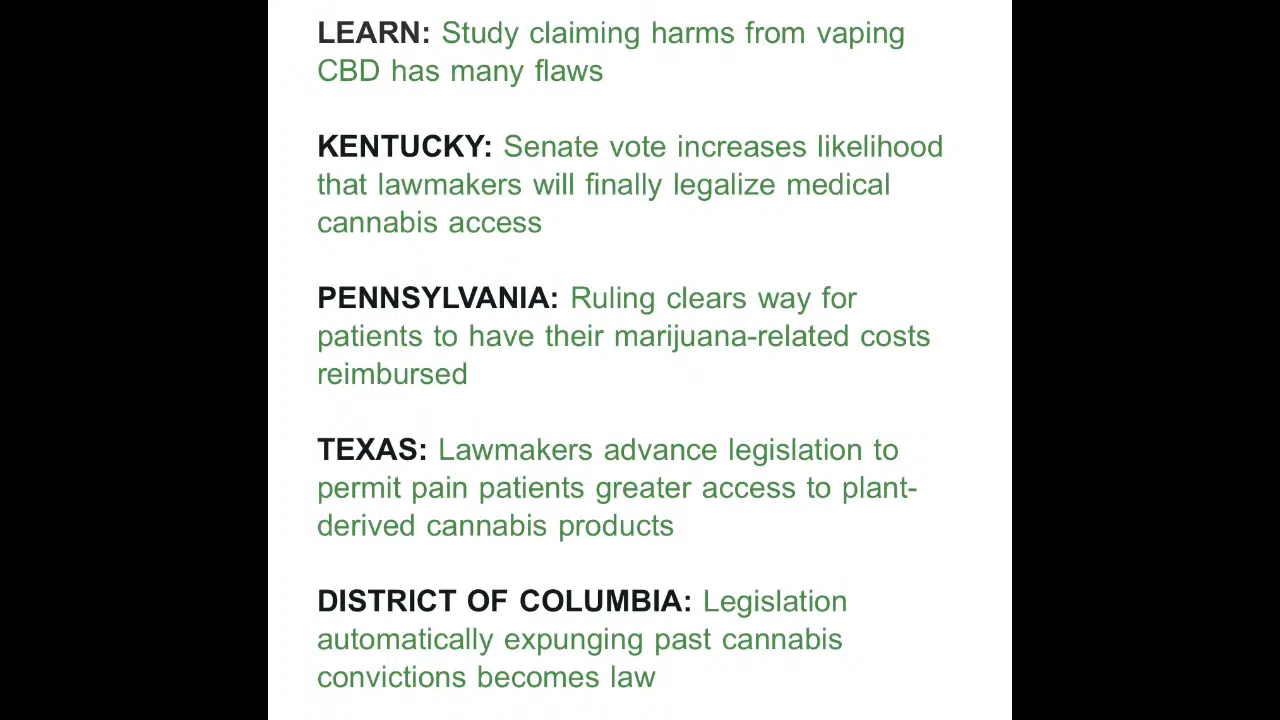 LEARN: Study claiming harms from vaping
CBD has many flaws
KENTUCKY: Senate vote increases likelihood
that lawmakers will finally legalize medical
cannabis access
PENNSYLVANIA: Ruling clears way for
patients to have their marijuana-related costs
reimbursed
TEXAS: Lawmakers advance legislation to
permit pain patients greater access to plant-
derived cannabis products
DISTRICT OF COLUMBIA: Legislation
automatically expunging past cannabis
convictions becomes law